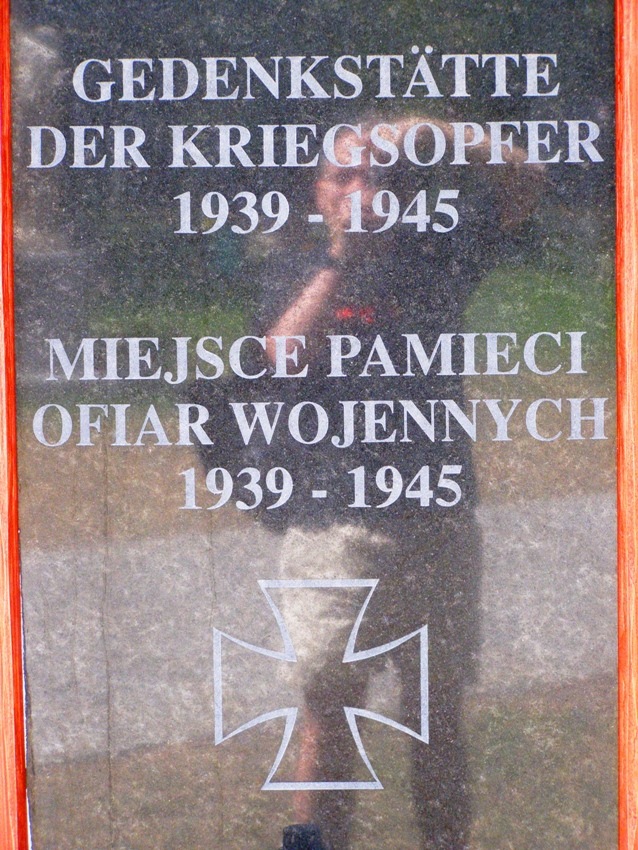 GEDENKSTÄTTE
DER KRIEGSOPFER
1939 - 1945
MIEJSCE PAMIECI
OFIAR WOJENNYCH
1939 - 1945